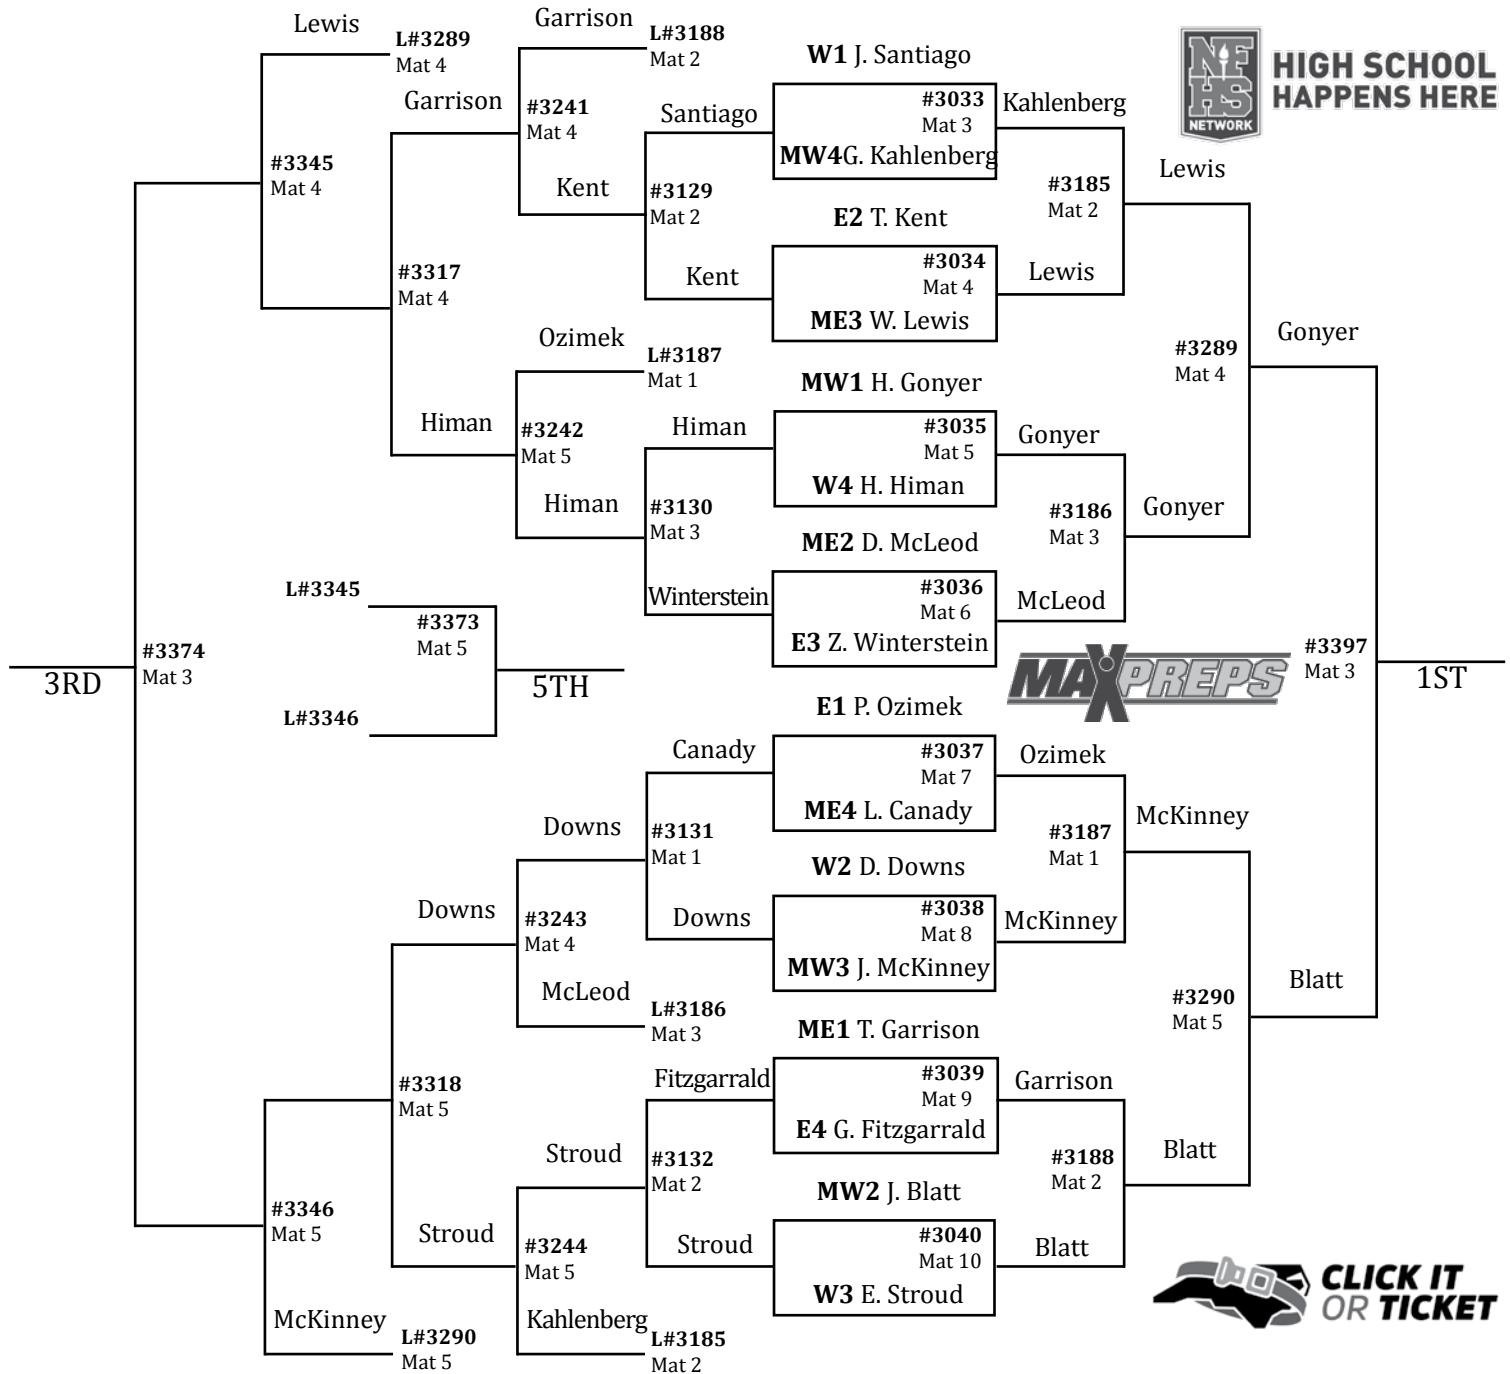 Lewis
L#3289
Mat 4
Garrison
L#3188
Mat 2
W1 J. Santiago
NFHS
NETWORK
HIGH SCHOOL
HAPPENS HERE
Garrison
#3241
Mat 4
Santiago
#3033
Mat 3
Kahlenberg
MW4G. Kahlenberg
#3345
Mat 4
Kent
#3129
Mat 2
#3185
Mat 2
Lewis
E2 T. Kent
#3317
Mat 4
Kent
#3034
Mat 4
Lewis
ME3 W. Lewis
Ozimek
L#3187
Mat 1
#3289
Mat 4
Gonyer
MW1 H. Gonyer
Himan
#3242
Mat 5
Himan
#3035
Mat 5
Gonyer
W4 H. Himan
Himan
#3130
Mat 3
#3186
Mat 3
Gonyer
ME2 D. McLeod
L#3345
Winterstein
#3036
Mat 6
McLeod
#3373
Mat 5
E3 Z. Winterstein
3RD
#3374
Mat 3
5TH
MAXPREPS
#3397
Mat 3
1ST
L#3346
E1 P. Ozimek
Canady
#3037
Mat 7
Ozimek
ME4 L. Canady
Downs
#3131
Mat 1
#3187
Mat 1
McKinney
W2 D. Downs
Downs
#3243
Mat 4
Downs
#3038
Mat 8
McKinney
MW3 J. McKinney
McLeod
L#3186
Mat 3
#3290
Mat 5
Blatt
ME1 T. Garrison
#3318
Mat 5
Fitzgarrald
#3039
Mat 9
Garrison
E4 G. Fitzgarrald
Stroud
#3132
Mat 2
#3188
Mat 2
Blatt
MW2 J. Blatt
#3346
Mat 5
Stroud
#3244
Mat 5
Stroud
#3040
Mat 10
Blatt
W3 E. Stroud
McKinney
L#3290
Mat 5
Kahlenberg
L#3185
Mat 2
CLICK IT
OR TICKET